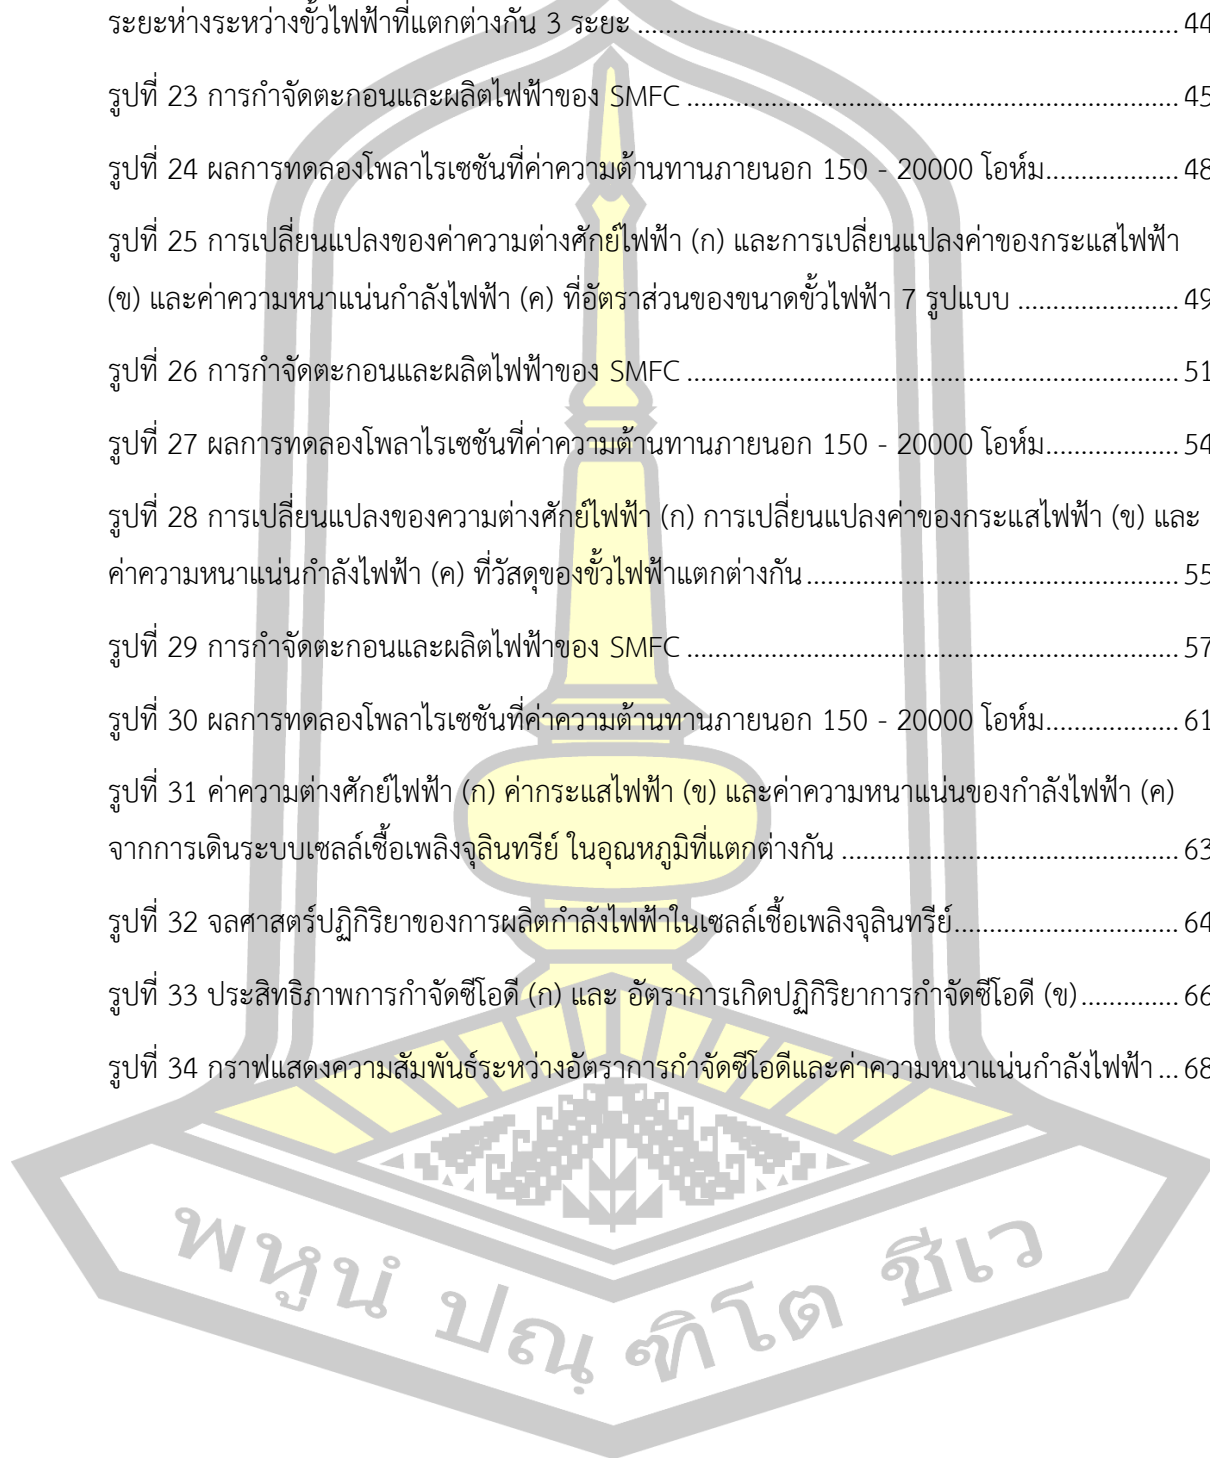 ระยะห่างระหว่างขั้วไฟฟ้าที่แตกต่างกัน 3 ระยะ ........................................................................... 44
รูปที่ 23 การกำจัดตะกอนและผลิตไฟฟ้าของ SMFC .................................................................... 45
รูปที่ 24 ผลการทดลองโพลาไรเซชันที่ค่าความต้านทานภายนอก 150 - 20000 โอห์ม................... 48
รูปที่ 25 การเปลี่ยนแปลงของค่าความต่างศักย์ไฟฟ้า (ก) และการเปลี่ยนแปลงค่าของกระแสไฟฟ้า
(ข) และค่าความหนาแน่นกำลังไฟฟ้า (ค) ที่อัตราส่วนของขนาดขั้วไฟฟ้า 7 รูปแบบ ...................... 49
รูปที่ 26 การกำจัดตะกอนและผลิตไฟฟ้าของ SMFC .................................................................... 51
รูปที่ 27 ผลการทดลองโพลาไรเซชันที่ค่าความต้านทานภายนอก 150 - 20000 โอห์ม................... 54
รูปที่ 28 การเปลี่ยนแปลงของความต่างศักย์ไฟฟ้า (ก) การเปลี่ยนแปลงค่าของกระแสไฟฟ้า (ข) และ
ค่าความหนาแน่นกำลังไฟฟ้า (ค) ที่วัสดุของขั้วไฟฟ้าแตกต่างกัน.................................................... 55
รูปที่ 29 การกำจัดตะกอนและผลิตไฟฟ้าของ SMFC .................................................................... 57
รูปที่ 30 ผลการทดลองโพลาไรเซชันที่ค่าความต้านทานภายนอก 150 - 20000 โอห์ม................... 61
รูปที่ 31 ค่าความต่างศักย์ไฟฟ้า (ก) ค่ากระแสไฟฟ้า (ข) และค่าความหนาแน่นของกำลังไฟฟ้า (ค)
จากการเดินระบบเซลล์เชื้อเพลิงจุลินทรีย์ ในอุณหภูมิที่แตกต่างกัน ............................................... 63
รูปที่ 32 จลศาสตร์ปฏิกิริยาของการผลิตกำลังไฟฟ้าในเซลล์เชื้อเพลิงจุลินทรีย์............................... 64
รูปที่ 33 ประสิทธิภาพการกำจัดซีโอดี (ก) และ อัตราการเกิดปฏิกิริยาการกำจัดซีโอดี (ข).............. 66
รูปที่ 34 กราฟแสดงความสัมพันธ์ระหว่างอัตราการกำจัดซีโอดีและค่าความหนาแน่นกำลังไฟฟ้า ... 68
พหูนํ ปณฺฑิโต ชีเว